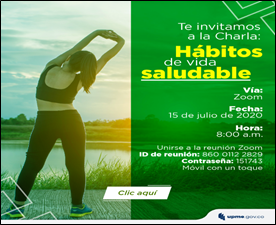 Te invitamos
a la Charla:
Hábitos
de vida
saludable
Vía:
Zoom
Fecha:
15 de julio de 2020
Hora:
8:00 a.m.
Unirse a la reunión Zoom
ID de reunión: 860 0112 2829
Contraseña: 151743
Móvil con un toque
Clic aquí
upme.gov.co